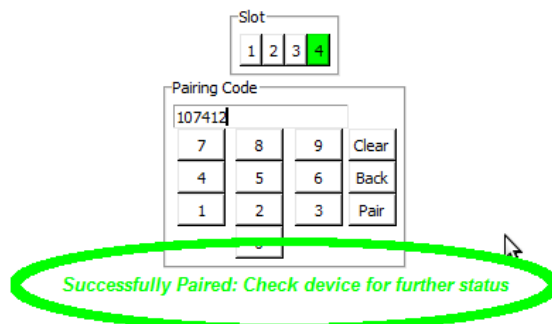 Slot
1 2 3 4
Pairing Code
107412
7 8 9 Clear
4 5 6 Back
1 2 3 Pair
Successfully Paired: Check device for further status